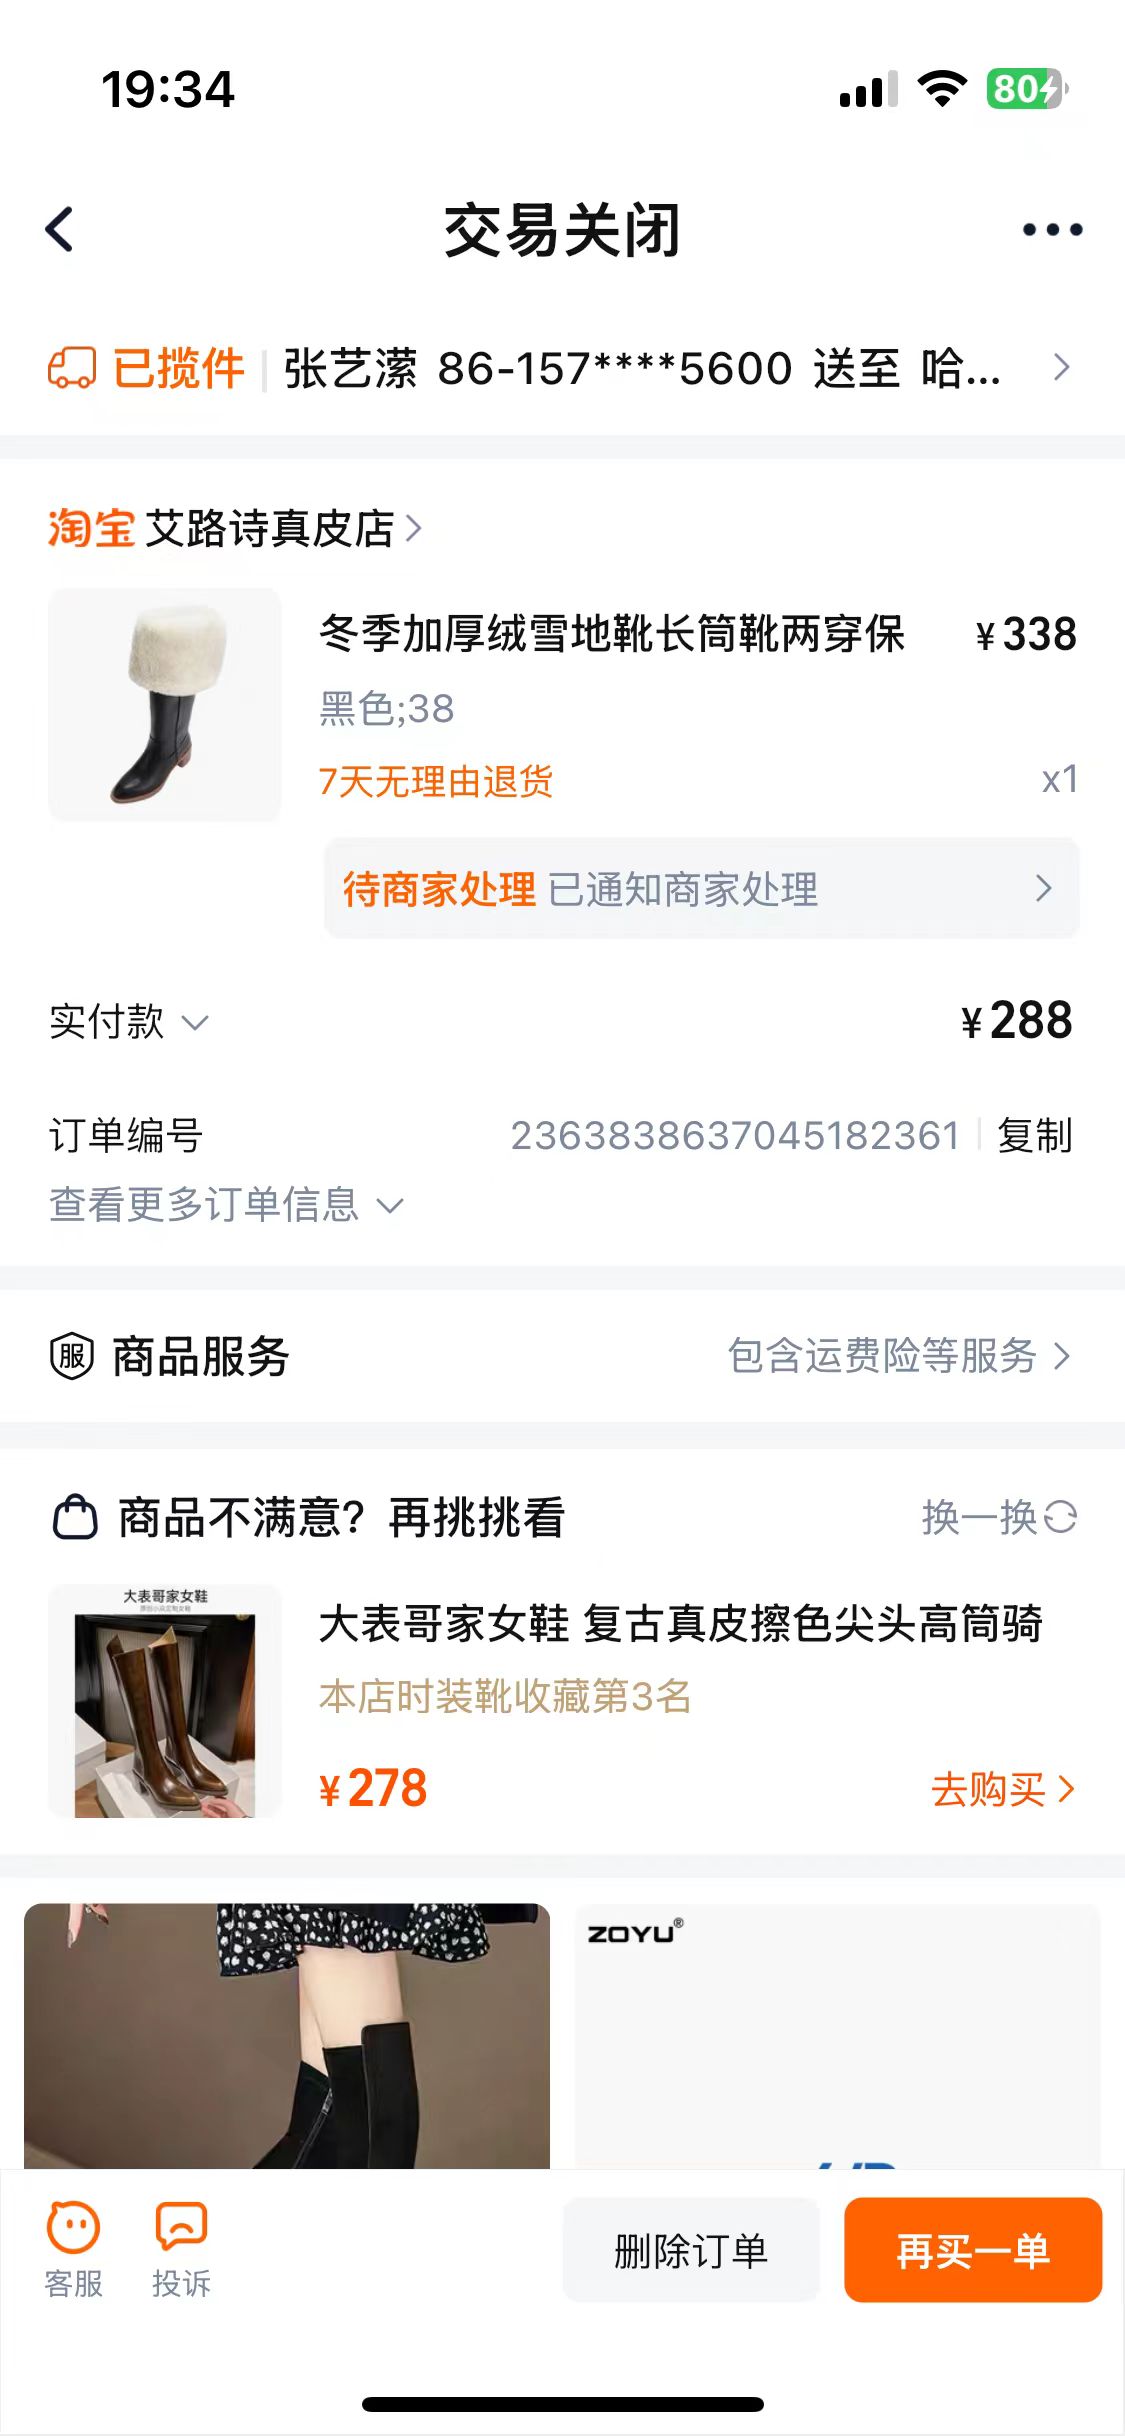 19:34
80
交易关闭
已揽件 张艺潆 86-157****5600 送至 哈...
淘宝 艾路诗真皮店
冬季加厚绒雪地靴长筒靴两穿保 ¥338
黑色;38
7天无理由退货 x1
待商家处理 已通知商家处理
实付款 ¥288
订单编号 2363838637045182361 复制
查看更多订单信息
服 商品服务 包含运费险等服务
商品不满意？再挑挑看 换一换
大表哥家女鞋
大表哥家女鞋 复古真皮擦色尖头高筒骑
本店时装靴收藏第3名
¥278 去购买
ZOYU®
客服 投诉 删除订单 再买一单